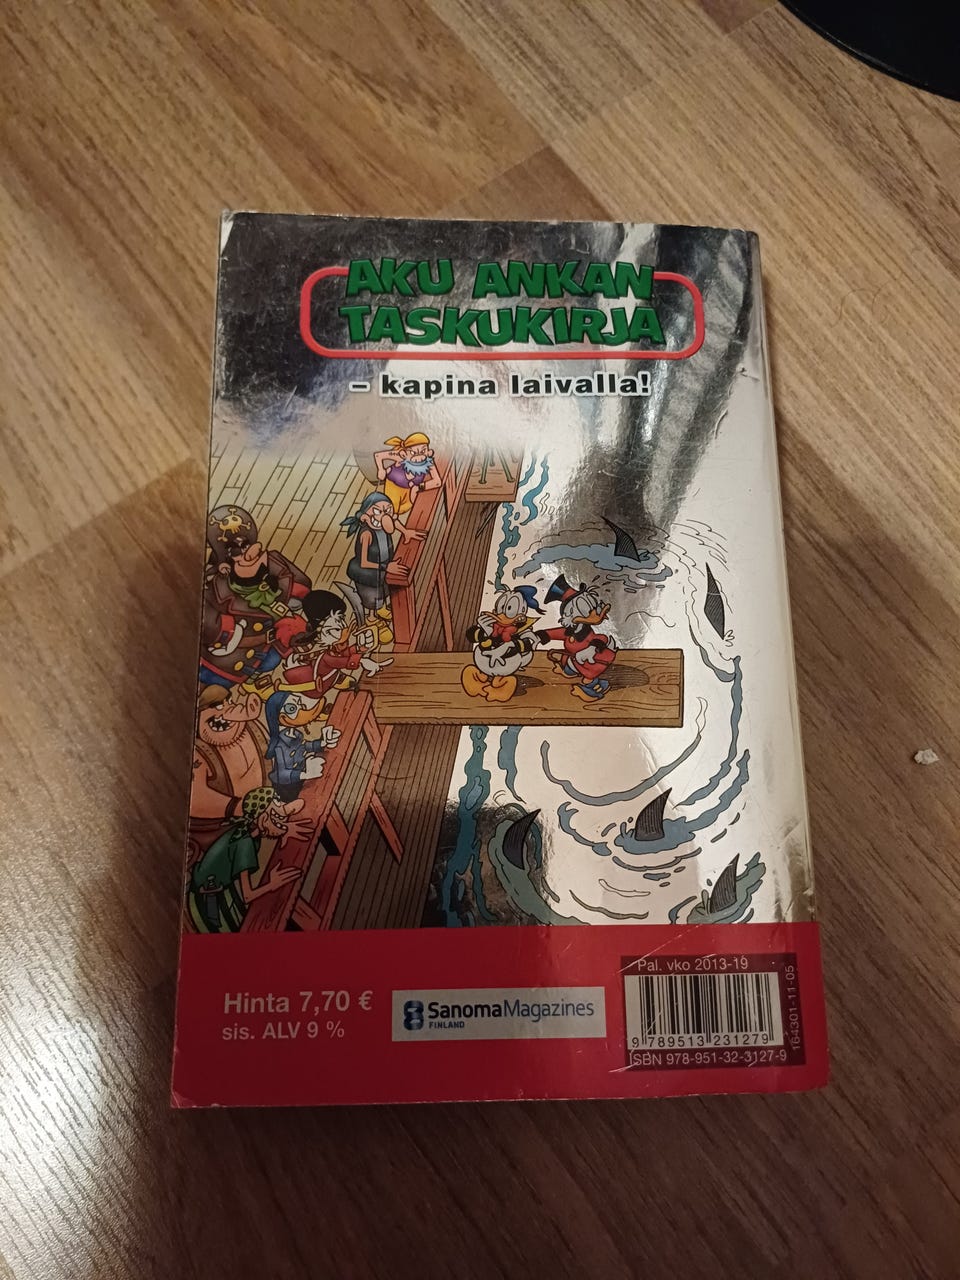 AKU ANKAN
TASKUKIRJA
– kapina laivalla!
Hinta 7,70 €
sis. ALV 9 %
SanomaMagazines
FINLAND
Pal. vko 2013-19
9 789513 231279
ISBN 978-951-32-3127-9
164301-11-05